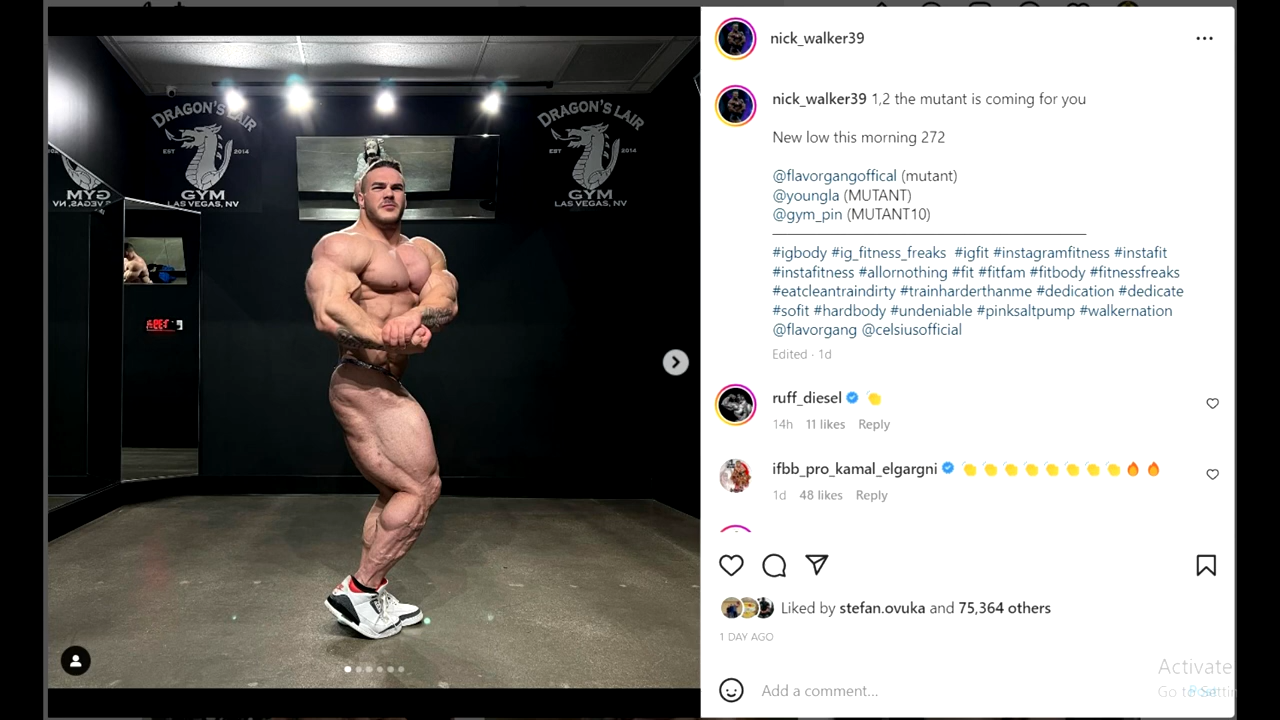 DRAGON'S LAIR
EST 2014
GYM
LAS VEGAS, NV
DRAGON'S LAIR
EST 2014
GYM
LAS VEGAS, NV
nick_walker39
nick_walker39 1,2 the mutant is coming for you
New low this morning 272
@flavorgangoffical (mutant)
@youngla (MUTANT)
@gym_pin (MUTANT10)
#igbody #ig_fitness_freaks #igfit #instagramfitness #instafit
#instafitness #allornothing #fit #fitfam #fitbody #fitnessfreaks
#eatcleantraindirty #trainharderthanme #dedication #dedicate
#sofit #hardbody #undeniable #pinksaltpump #walkernation
@flavorgang @celsiusofficial
Edited · 1d
ruff_diesel 👏
14h 11 likes Reply
ifbb_pro_kamal_elgargni 👏👏👏👏👏👏👏👏🔥🔥
1d 48 likes Reply
Liked by stefan.ovuka and 75,364 others
1 DAY AGO
Add a comment...
Post
Activate
Go to Settin